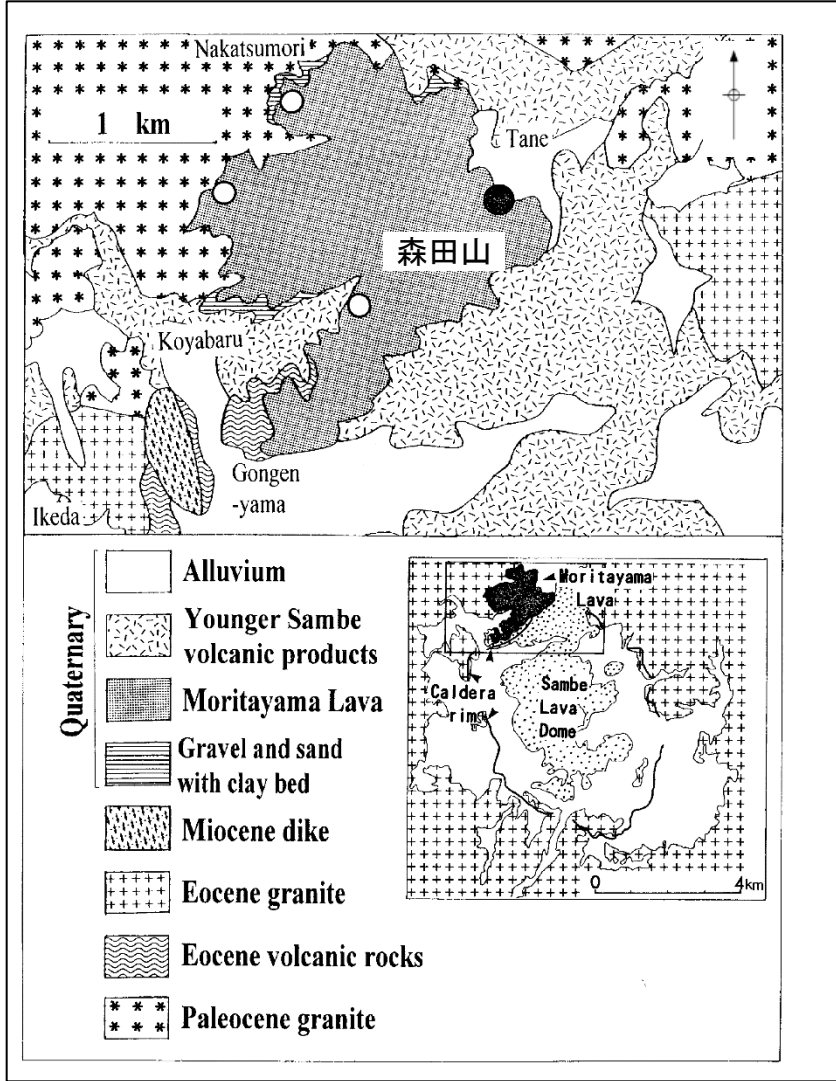 Nakatsumori
1 km
Tane
森田山
Koyabaru
Gongen
-yama
Ikeda
Quaternary
Alluvium
Younger Sambe
volcanic products
Moritayama Lava
Gravel and sand
with clay bed
Miocene dike
Eocene granite
Eocene volcanic rocks
Paleocene granite
Moritayama
Lava
Caldera
rim
Sambe
Lava
Dome
0 4km